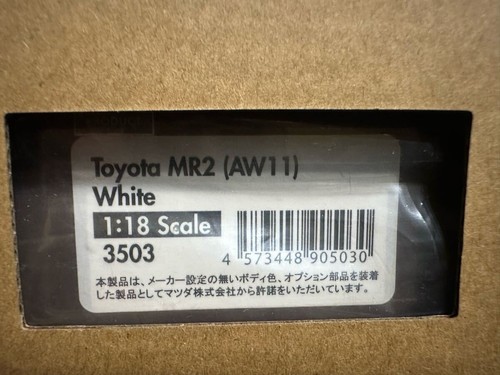 Toyota MR2 (AW11)
White
1:18 Scale
3503
4 573448 905030
本製品は、メーカー設定の無いボディ色、オプション部品を装着
した製品としてマツダ株式会社から許諾をいただいています。